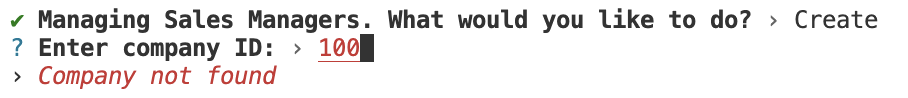 ✔ Managing Sales Managers. What would you like to do? › Create
? Enter company ID: › 100
› Company not found